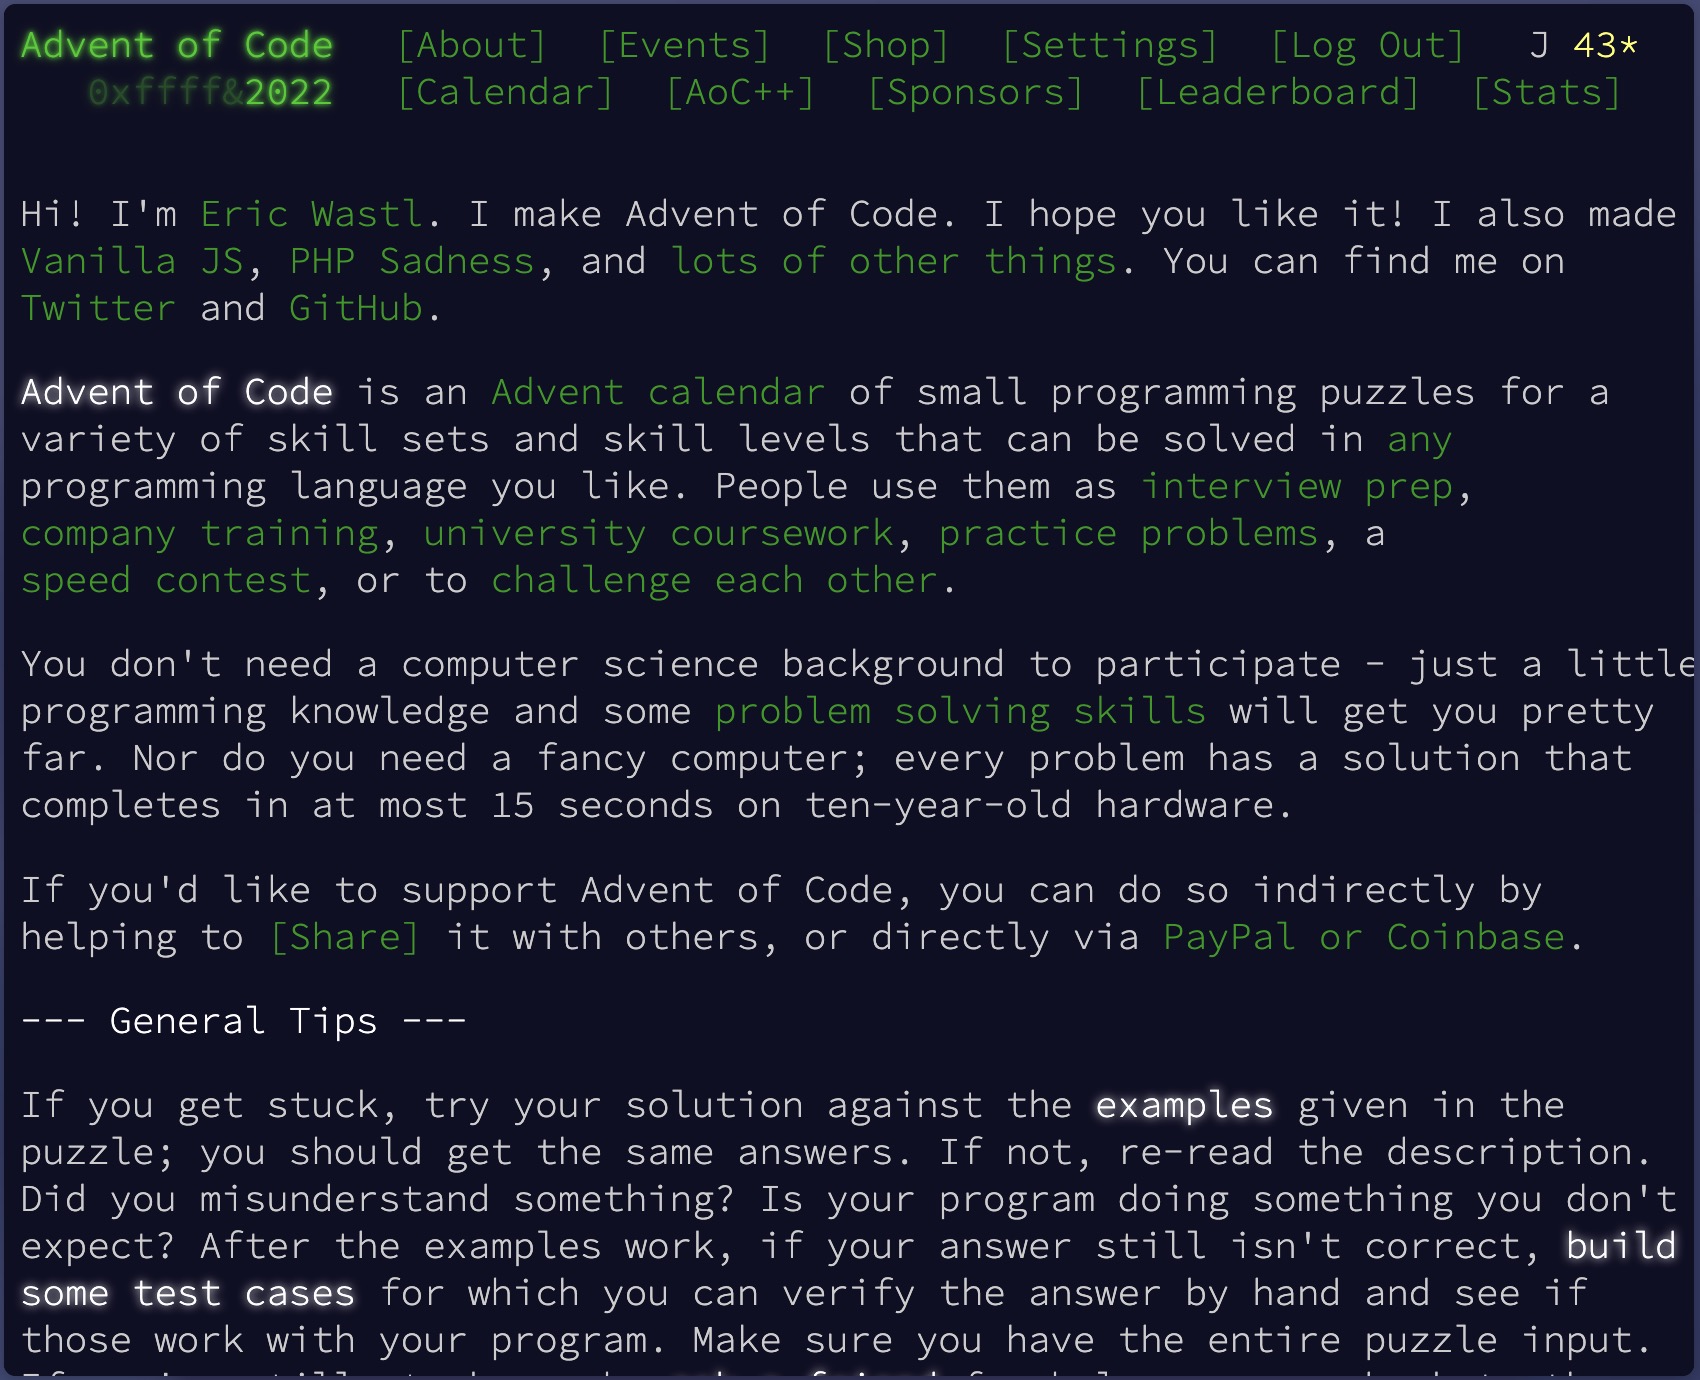 Advent of Code [About] [Events] [Shop] [Settings] [Log Out] J 43*
0xffff&2022 [Calendar] [AoC++] [Sponsors] [Leaderboard] [Stats]
Hi! I'm Eric Wastl. I make Advent of Code. I hope you like it! I also made
Vanilla JS, PHP Sadness, and lots of other things. You can find me on
Twitter and GitHub.
Advent of Code is an Advent calendar of small programming puzzles for a
variety of skill sets and skill levels that can be solved in any
programming language you like. People use them as interview prep,
company training, university coursework, practice problems, a
speed contest, or to challenge each other.
You don't need a computer science background to participate - just a little
programming knowledge and some problem solving skills will get you pretty
far. Nor do you need a fancy computer; every problem has a solution that
completes in at most 15 seconds on ten-year-old hardware.
If you'd like to support Advent of Code, you can do so indirectly by
helping to [Share] it with others, or directly via PayPal or Coinbase.
--- General Tips ---
If you get stuck, try your solution against the examples given in the
puzzle; you should get the same answers. If not, re-read the description.
Did you misunderstand something? Is your program doing something you don't
expect? After the examples work, if your answer still isn't correct, build
some test cases for which you can verify the answer by hand and see if
those work with your program. Make sure you have the entire puzzle input.